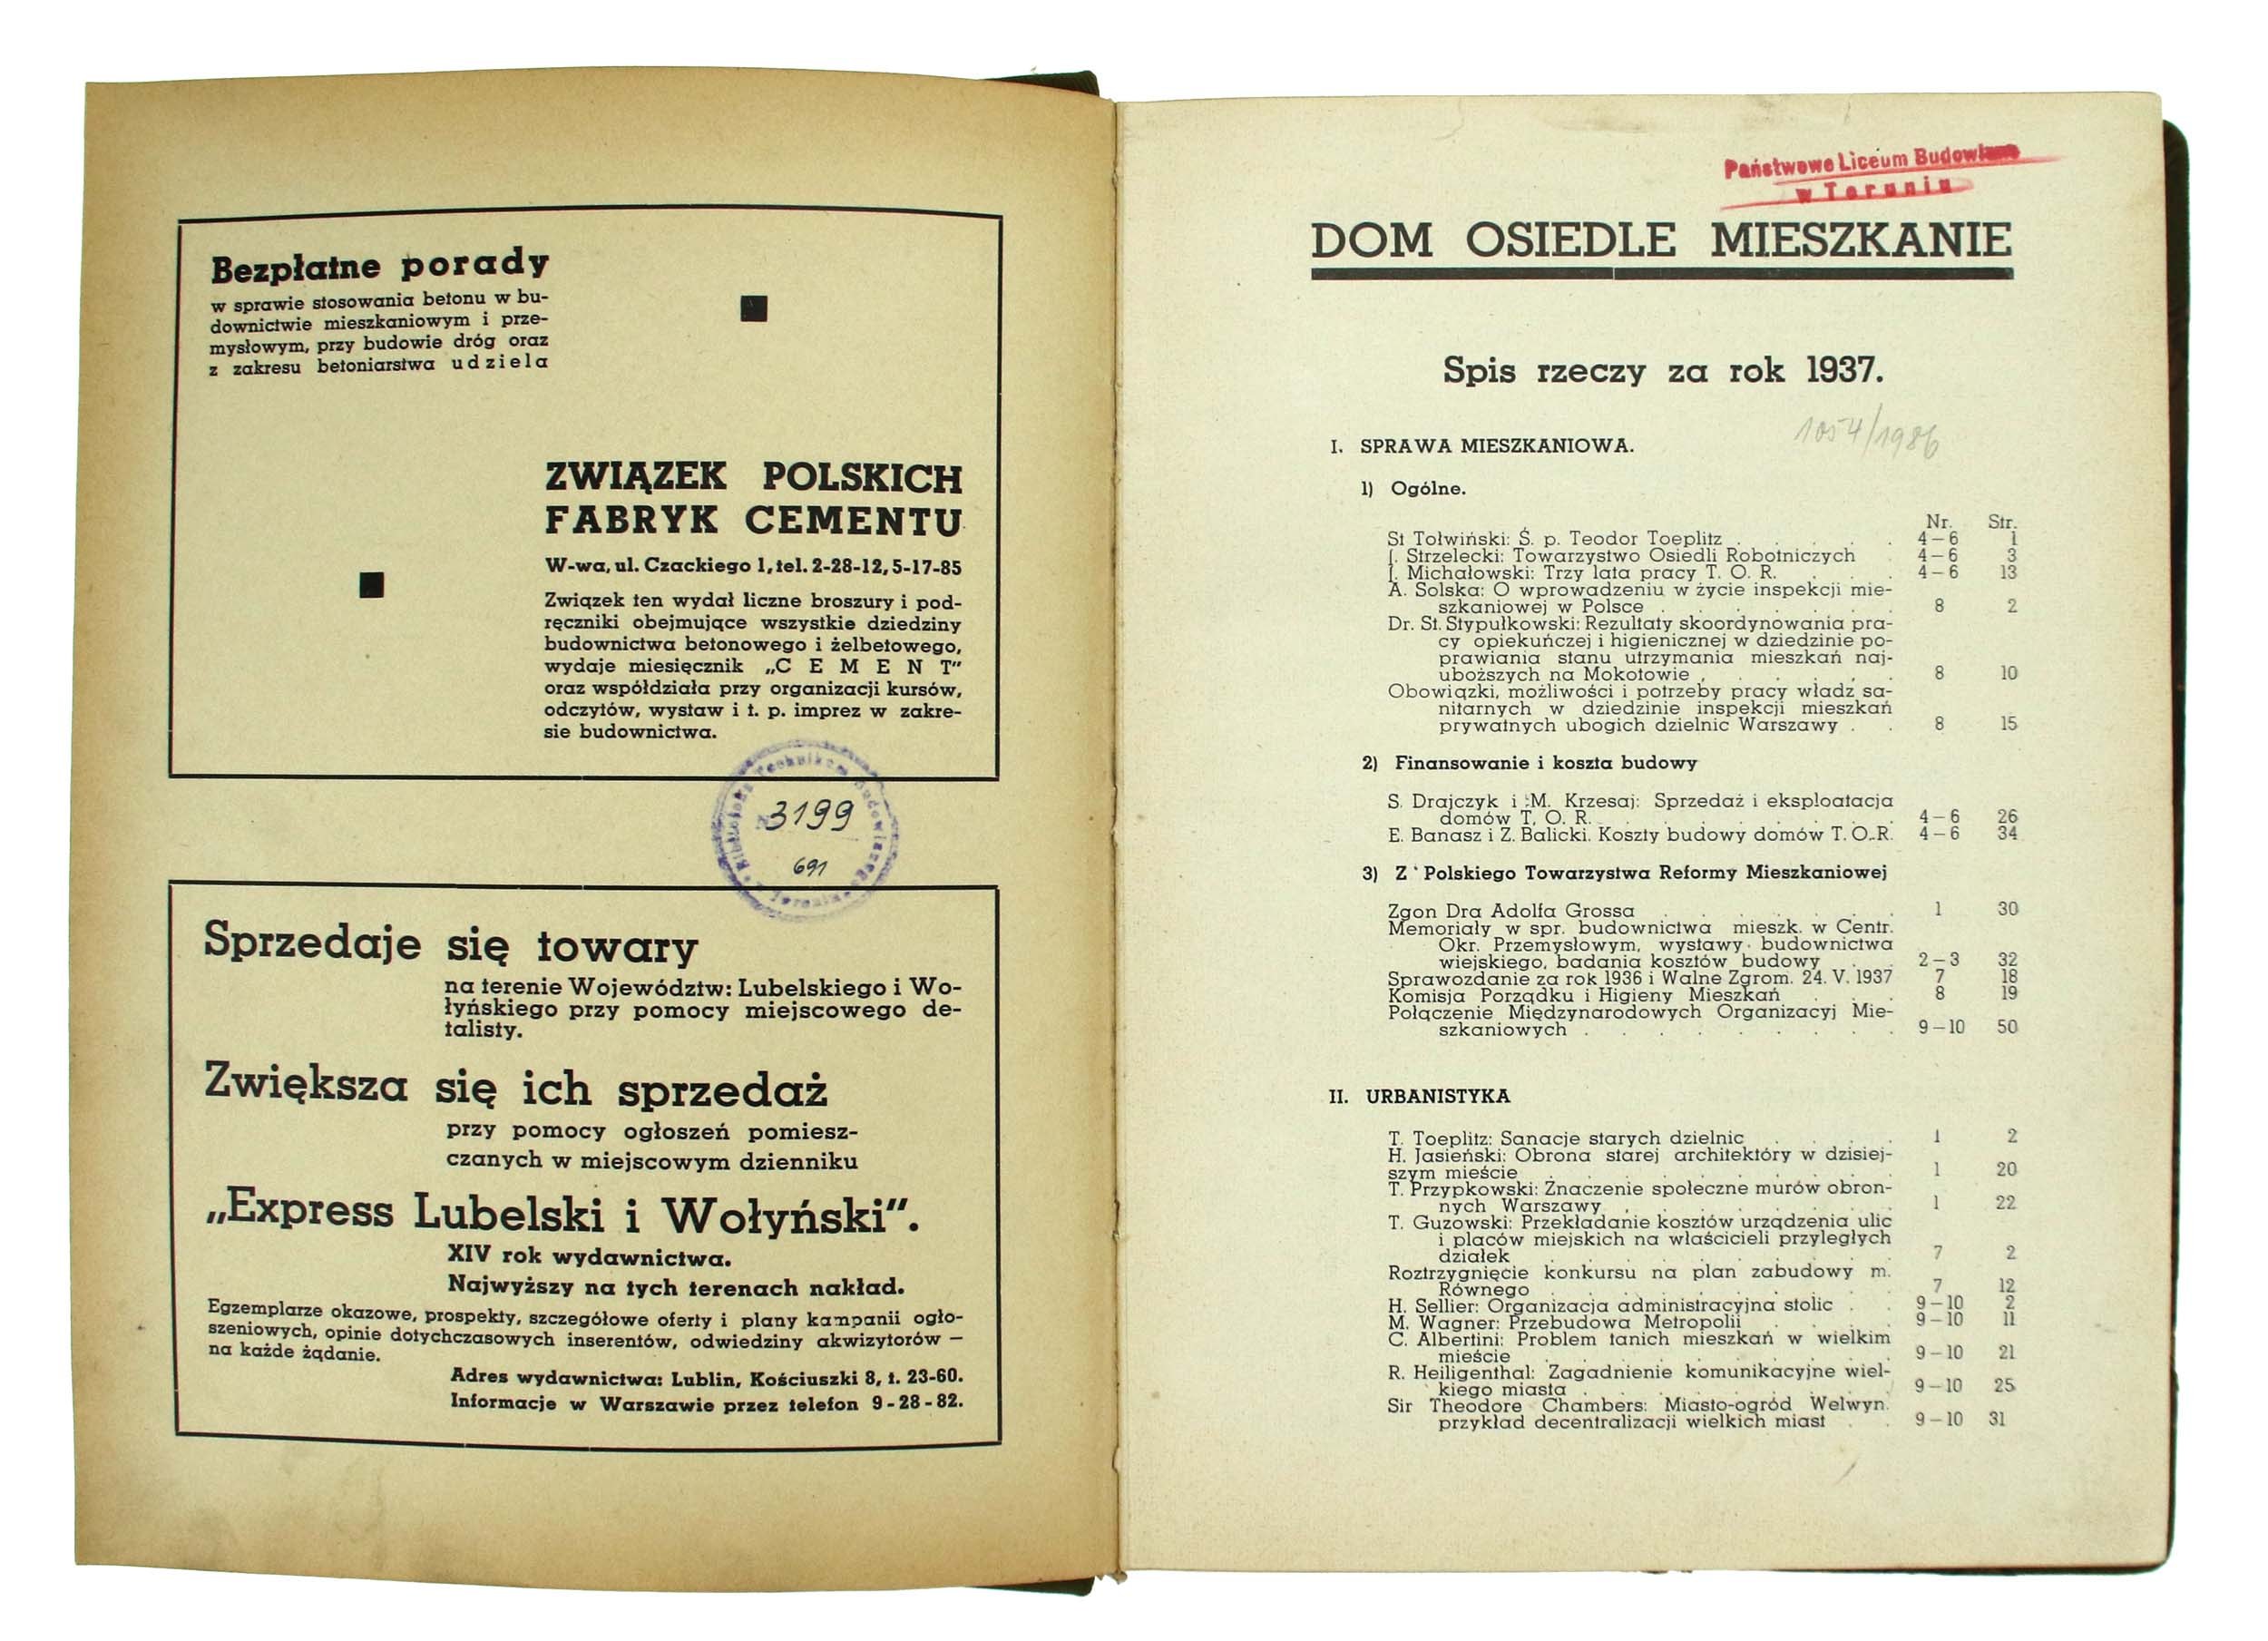 Bezpłatne porady
w sprawie stosowania betonu w bu-
downictwie mieszkaniowym i prze-
mysłowym, przy budowie dróg oraz
z zakresu betoniarstwa udziela
ZWIĄZEK POLSKICH
FABRYK CEMENTU
W-wa, ul. Czackiego 1, tel. 2-28-12, 5-17-85
Związek ten wydał liczne broszury i pod-
ręczniki obejmujące wszystkie dziedziny
budownictwa betonowego i żelbetowego,
wydaje miesięcznik „C E M E N T"
oraz współdziała przy organizacji kursów,
odczytów, wystaw i t. p. imprez w zakre-
sie budownictwa.
3199
691
Sprzedaje się towary
na terenie Województw: Lubelskiego i Wo-
łyńskiego przy pomocy miejscowego de-
talisty.
Zwiększa się ich sprzedaż
przy pomocy ogłoszeń pomiesz-
czanych w miejscowym dzienniku
„Express Lubelski i Wołyński".
XIV rok wydawnictwa.
Najwyższy na tych terenach nakład.
Egzemplarze okazowe, prospekty, szczegółowe oferty i plany kampanii ogło-
szeniowych, opinie dotychczasowych inserentów, odwiedziny akwizytorów —
na każde żądanie.
Adres wydawnictwa: Lublin, Kościuszki 8, t. 23-60.
Informacje w Warszawie przez telefon 9-28-82.
Państwowe Liceum Budowlane
w Toruniu
DOM OSIEDLE MIESZKANIE
Spis rzeczy za rok 1937.
1054/1986
I. SPRAWA MIESZKANIOWA.
1) Ogólne.
Nr. Str.
St Tołwiński: Ś. p. Teodor Toeplitz . . . . . 4—6 1
J. Strzelecki: Towarzystwo Osiedli Robotniczych . 4—6 3
J. Michałowski: Trzy lata pracy T. O. R. . . . 4—6 13
A. Solska: O wprowadzeniu w życie inspekcji mie-
szkaniowej w Polsce . . . . . . . 8 2
Dr. St. Stypułkowski: Rezultaty skoordynowania pra-
cy opiekuńczej i higienicznej w dziedzinie po-
prawiania stanu utrzymania mieszkań naj-
uboższych na Mokotowie . . . . . . 8 10
Obowiązki, możliwości i potrzeby pracy władz sa-
nitarnych w dziedzinie inspekcji mieszkań
prywatnych ubogich dzielnic Warszawy . . 8 15
2) Finansowanie i koszta budowy
S. Drajczyk i M. Krzesaj: Sprzedaż i eksploatacja
domów T. O. R. . . . . . . . . 4—6 26
E. Banasz i Z. Balicki. Koszty budowy domów T. O. R. 4—6 34
3) Z Polskiego Towarzystwa Reformy Mieszkaniowej
Zgon Dra Adolfa Grossa . . . . . . . 1 30
Memoriały w spr. budownictwa mieszk. w Centr.
Okr. Przemysłowym, wystawy budownictwa
wiejskiego, badania kosztów budowy . . 2—3 32
Sprawozdanie za rok 1936 i Walne Zgrom. 24. V. 1937 7 18
Komisja Porządku i Higieny Mieszkań . . . 8 19
Połączenie Międzynarodowych Organizacyj Mie-
szkaniowych . . . . . . . . . 9—10 50
II. URBANISTYKA
T. Toeplitz: Sanacje starych dzielnic . . . . 1 2
H. Jasieński: Obrona starej architektóry w dzisiej-
szym mieście . . . . . . . . . 1 20
T. Przypkowski: Znaczenie społeczne murów obron-
nych Warszawy . . . . . . . . 1 22
T. Guzowski: Przekładanie kosztów urządzenia ulic
i placów miejskich na właścicieli przyległych
działek . . . . . . . . . . 7 2
Roztrzygnięcie konkursu na plan zabudowy m.
Równego . . . . . . . . . . 7 12
H. Sellier: Organizacja administracyjna stolic . . 9—10 2
M. Wagner: Przebudowa Metropolii . . . . 9—10 11
C. Albertini: Problem tanich mieszkań w wielkim
mieście . . . . . . . . . . 9—10 21
R. Heiligenthal: Zagadnienie komunikacyjne wiel-
kiego miasta . . . . . . . . . 9—10 25
Sir Theodore Chambers: Miasto-ogród Welwyn.
przykład decentralizacji wielkich miast . . 9—10 31